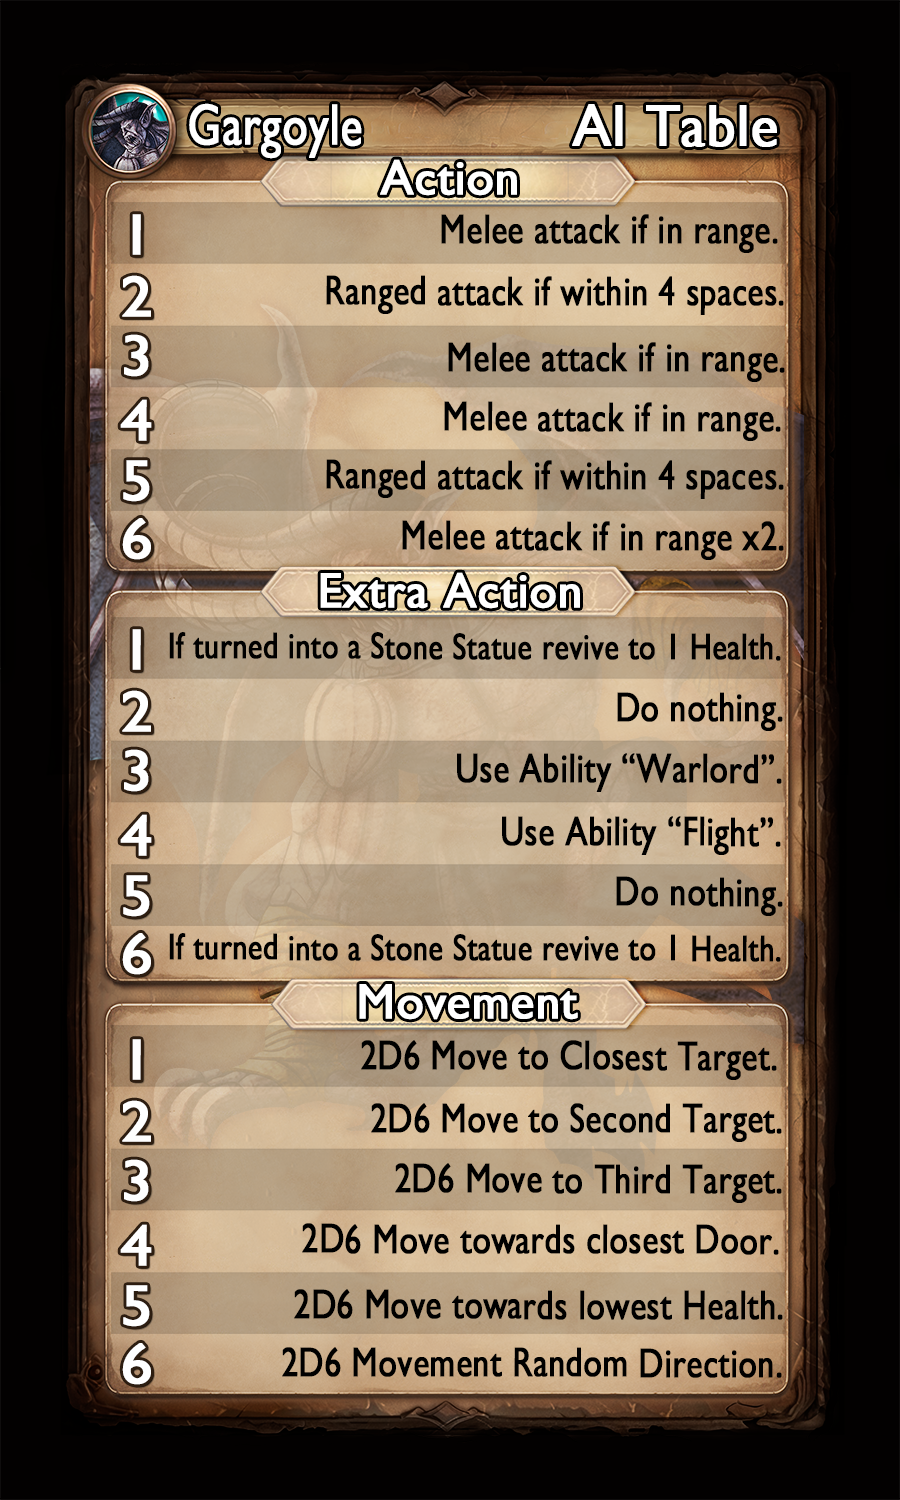 Gargoyle AI Table
Action
1 Melee attack if in range.
2 Ranged attack if within 4 spaces.
3 Melee attack if in range.
4 Melee attack if in range.
5 Ranged attack if within 4 spaces.
6 Melee attack if in range x2.
Extra Action
1 If turned into a Stone Statue revive to 1 Health.
2 Do nothing.
3 Use Ability “Warlord”.
4 Use Ability “Flight”.
5 Do nothing.
6 If turned into a Stone Statue revive to 1 Health.
Movement
1 2D6 Move to Closest Target.
2 2D6 Move to Second Target.
3 2D6 Move to Third Target.
4 2D6 Move towards closest Door.
5 2D6 Move towards lowest Health.
6 2D6 Movement Random Direction.